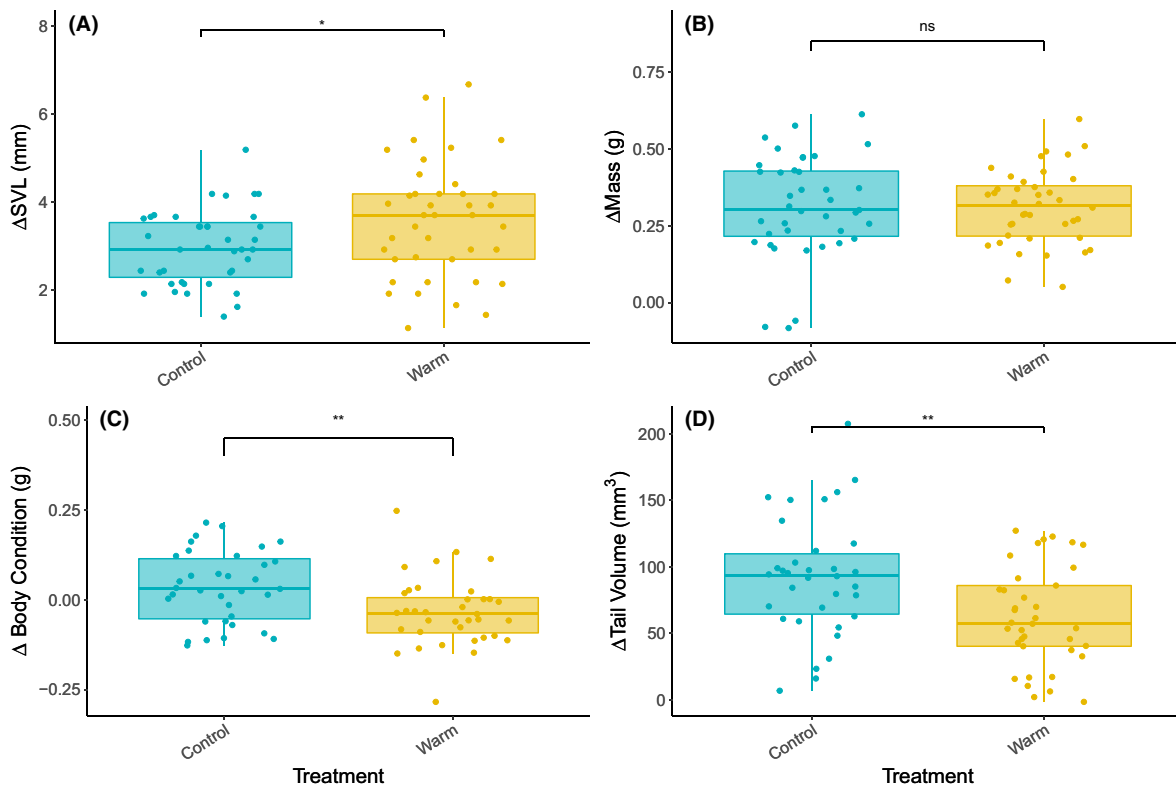 (A)
*
ΔSVL (mm)
8
6
4
2
Control
Warm
(B)
ns
ΔMass (g)
0.75
0.50
0.25
0.00
Control
Warm
(C)
**
Δ Body Condition (g)
0.50
0.25
0.00
−0.25
Control
Warm
Treatment
(D)
**
ΔTail Volume (mm³)
200
150
100
50
0
Control
Warm
Treatment